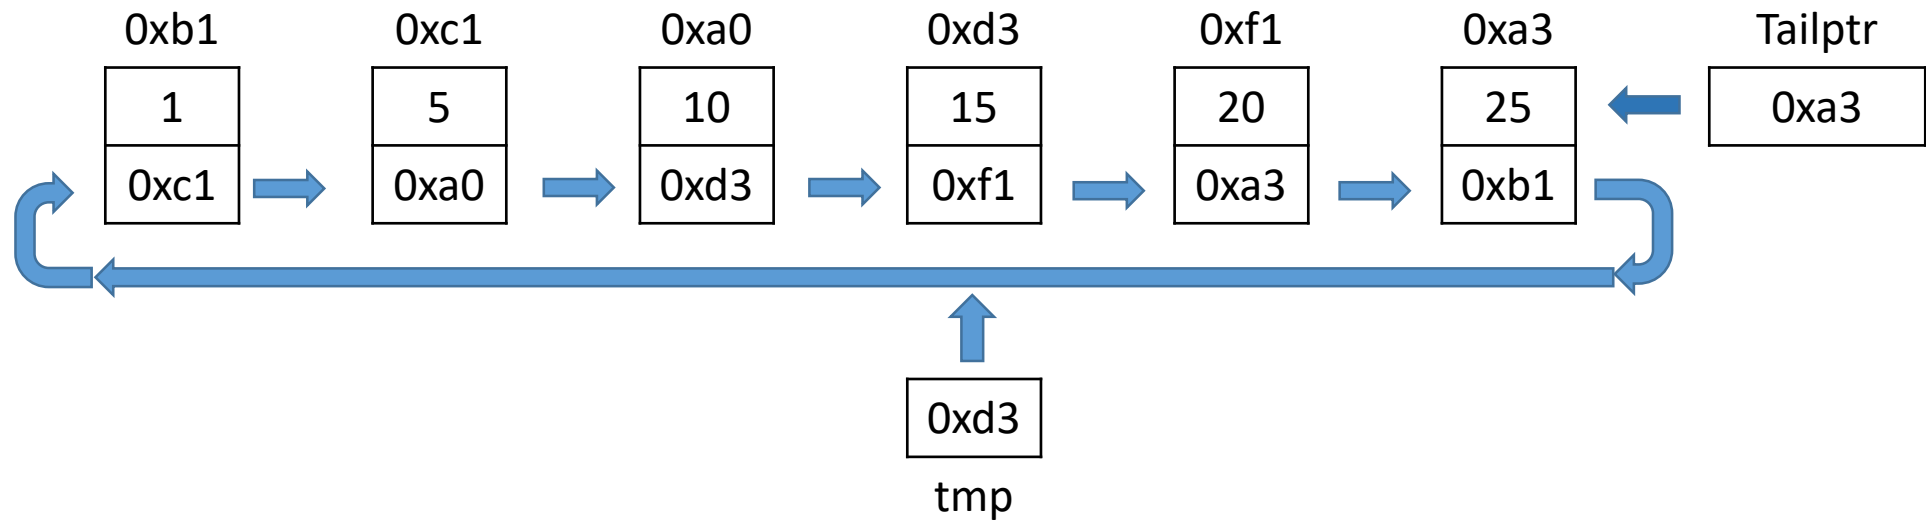 0xb1 0xc1 0xa0 0xd3 0xf1 0xa3 Tailptr
1 5 10 15 20 25 0xa3
0xc1 0xa0 0xd3 0xf1 0xa3 0xb1
0xd3
tmp